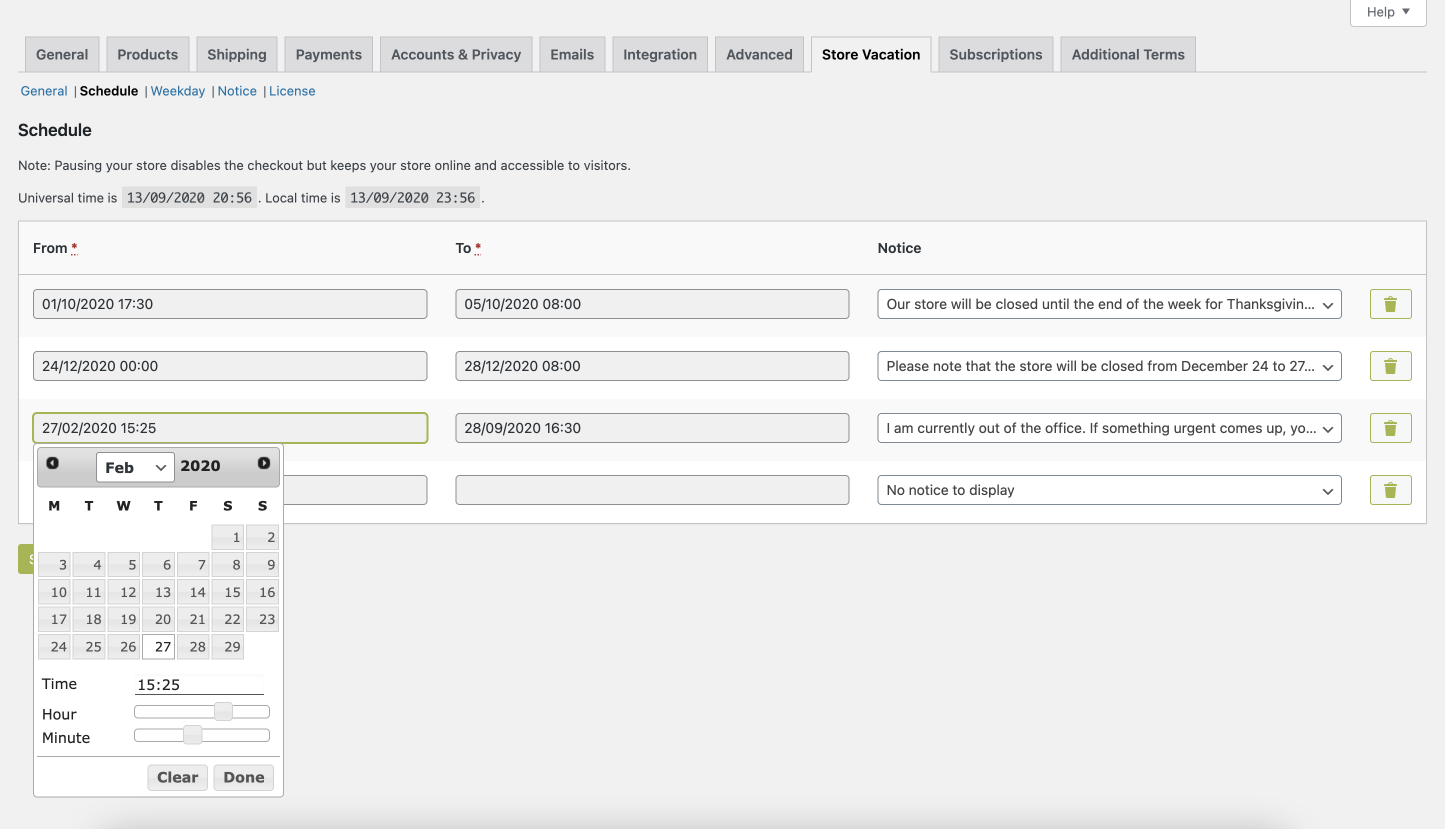 Help ▼
General Products Shipping Payments Accounts & Privacy Emails Integration Advanced Store Vacation Subscriptions Additional Terms
General | Schedule | Weekday | Notice | License
Schedule
Note: Pausing your store disables the checkout but keeps your store online and accessible to visitors.
Universal time is 13/09/2020 20:56 . Local time is 13/09/2020 23:56 .
From * To * Notice
01/10/2020 17:30 05/10/2020 08:00 Our store will be closed until the end of the week for Thanksgivin...
24/12/2020 00:00 28/12/2020 08:00 Please note that the store will be closed from December 24 to 27...
27/02/2020 15:25 28/09/2020 16:30 I am currently out of the office. If something urgent comes up, yo...
No notice to display
Feb 2020
M T W T F S S
1 2
3 4 5 6 7 8 9
10 11 12 13 14 15 16
17 18 19 20 21 22 23
24 25 26 27 28 29
Time 15:25
Hour
Minute
Clear Done